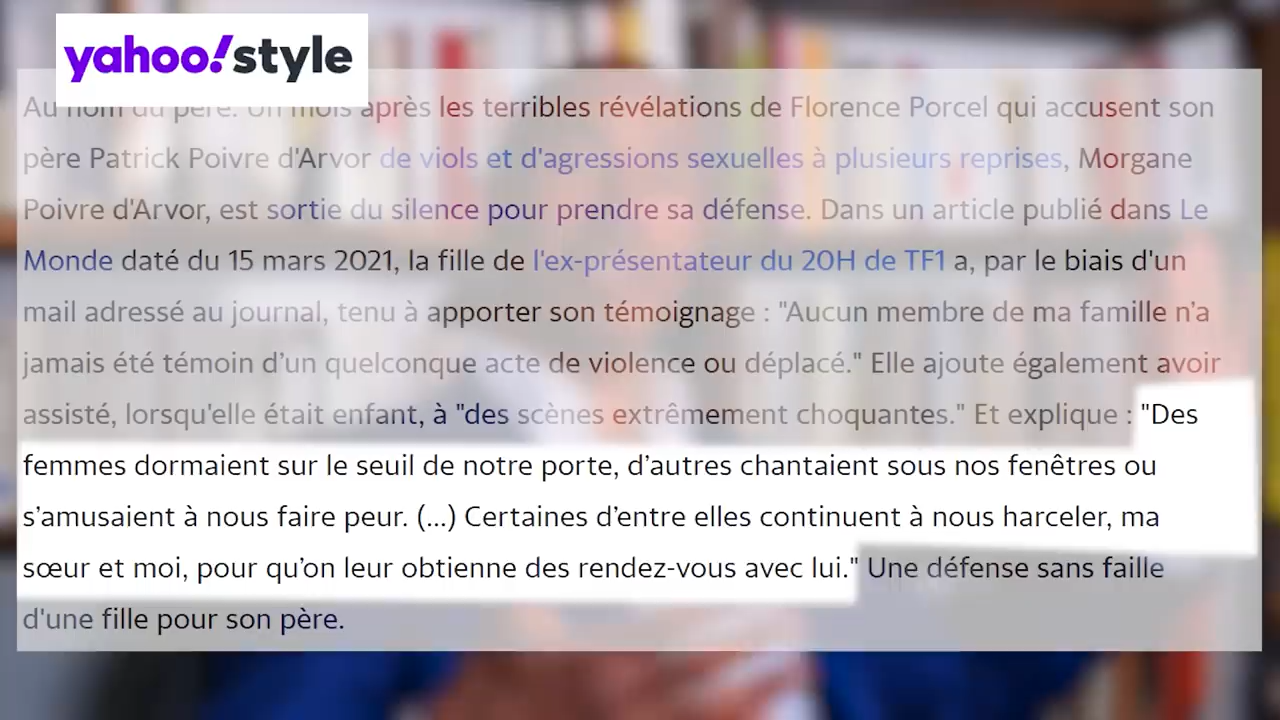 yahoo!style
Au nom du père. Un mois après les terribles révélations de Florence Porcel qui accusent son
père Patrick Poivre d'Arvor de viols et d'agressions sexuelles à plusieurs reprises, Morgane
Poivre d'Arvor, est sortie du silence pour prendre sa défense. Dans un article publié dans Le
Monde daté du 15 mars 2021, la fille de l'ex-présentateur du 20H de TF1 a, par le biais d'un
mail adressé au journal, tenu à apporter son témoignage : "Aucun membre de ma famille n’a
jamais été témoin d’un quelconque acte de violence ou déplacé." Elle ajoute également avoir
assisté, lorsqu'elle était enfant, à "des scènes extrêmement choquantes." Et explique : "Des
femmes dormaient sur le seuil de notre porte, d’autres chantaient sous nos fenêtres ou
s’amusaient à nous faire peur. (...) Certaines d’entre elles continuent à nous harceler, ma
sœur et moi, pour qu’on leur obtienne des rendez-vous avec lui." Une défense sans faille
d'une fille pour son père.